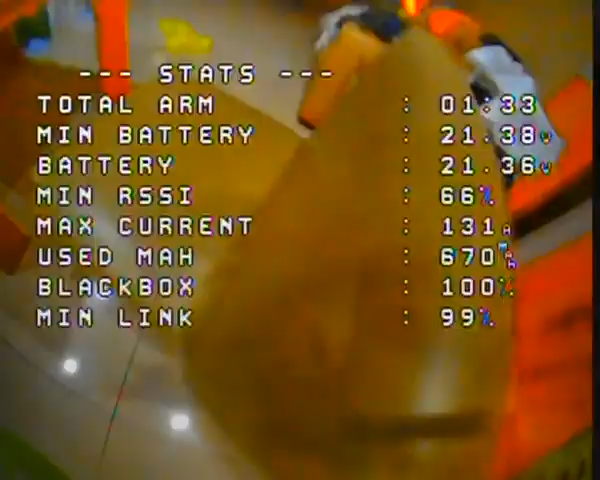 --- STATS ---
TOTAL ARM : 01:33
MIN BATTERY : 21.38V
BATTERY : 21.36V
MIN RSSI : 66%
MAX CURRENT : 131A
USED MAH : 670mAh
BLACKBOX : 100%
MIN LINK : 99%